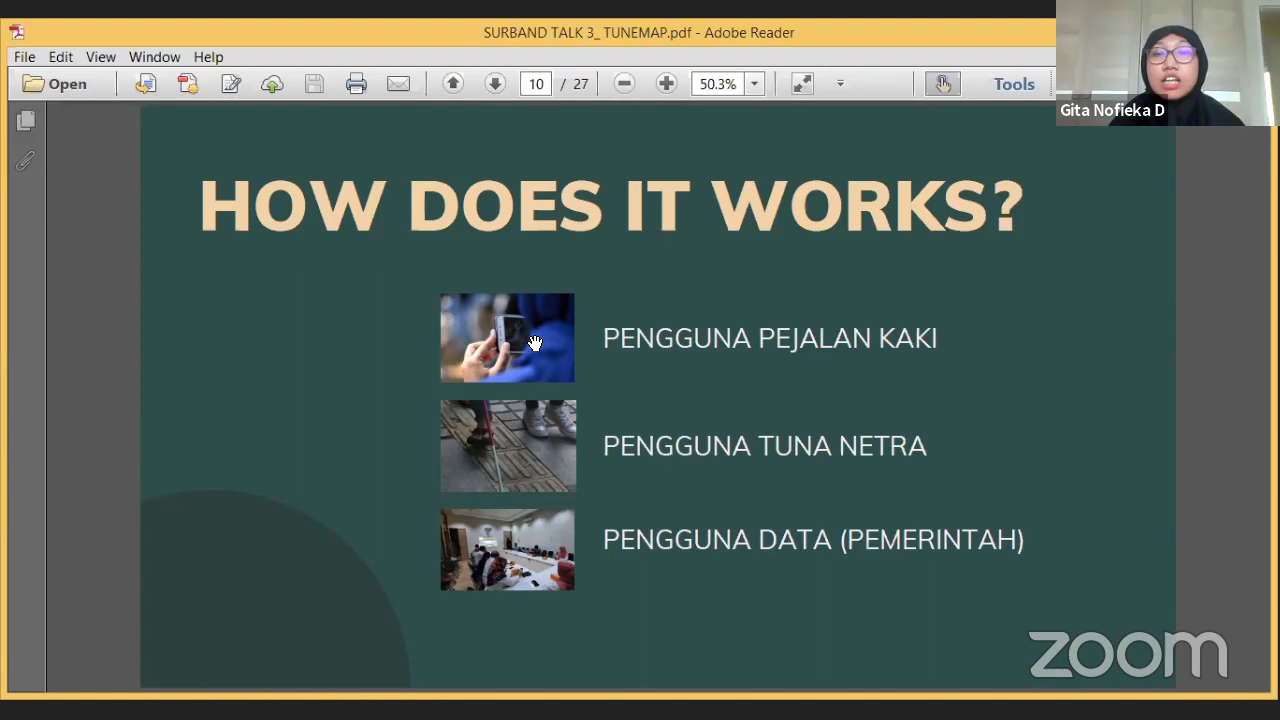 SURBAND TALK 3_ TUNEMAP.pdf - Adobe Reader
File Edit View Window Help
Open 10 / 27 50.3% Tools
Gita Nofieka D
HOW DOES IT WORKS?
PENGGUNA PEJALAN KAKI
PENGGUNA TUNA NETRA
PENGGUNA DATA (PEMERINTAH)
zoom